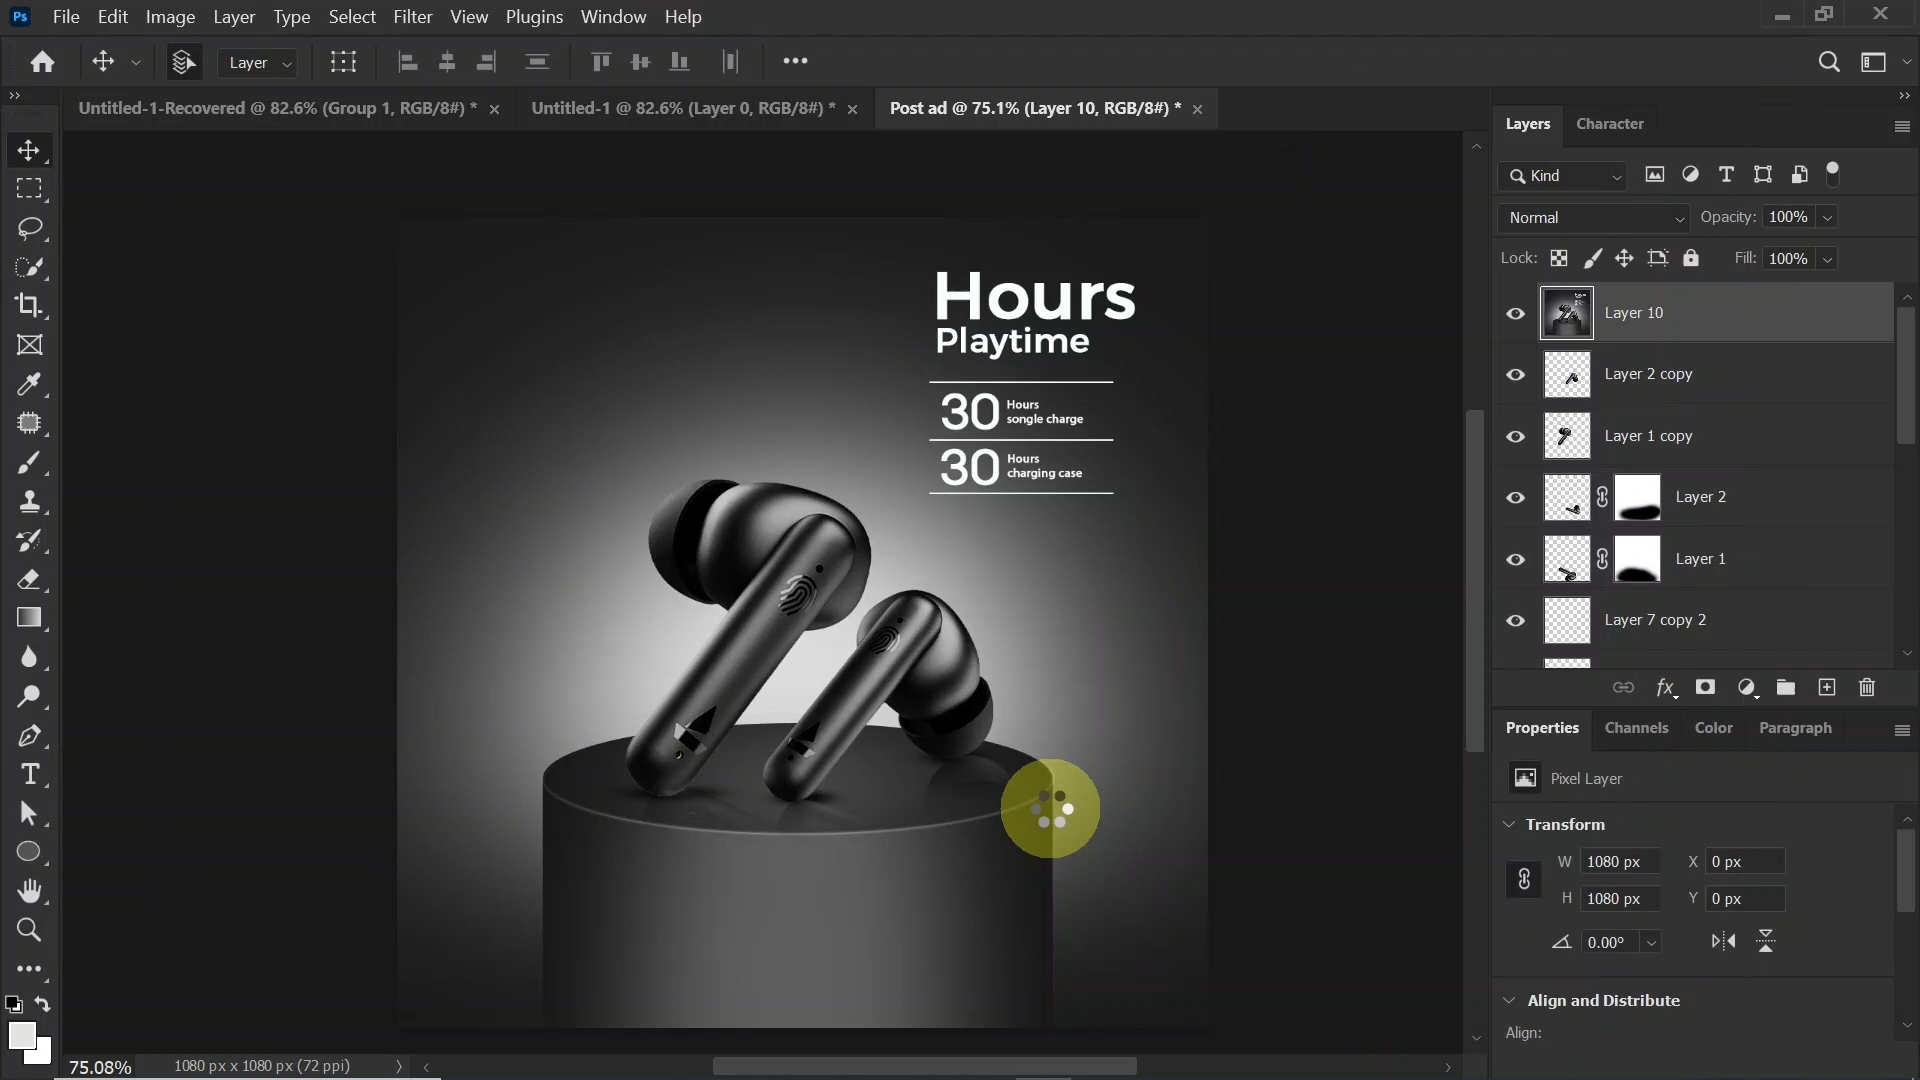 Ps File Edit Image Layer Type Select Filter View Plugins Window Help
Layer
Untitled-1-Recovered @ 82.6% (Group 1, RGB/8#) *
Untitled-1 @ 82.6% (Layer 0, RGB/8#) *
Post ad @ 75.1% (Layer 10, RGB/8#) *
Layers Character
Kind
Normal Opacity: 100%
Lock: Fill: 100%
Layer 10
Layer 2 copy
Layer 1 copy
Layer 2
Layer 1
Layer 7 copy 2
fx
Hours
Playtime
30 Hours
songle charge
30 Hours
charging case
Properties Channels Color Paragraph
Pixel Layer
Transform
W 1080 px X 0 px
H 1080 px Y 0 px
0.00°
Align and Distribute
Align:
75.08% 1080 px x 1080 px (72 ppi)